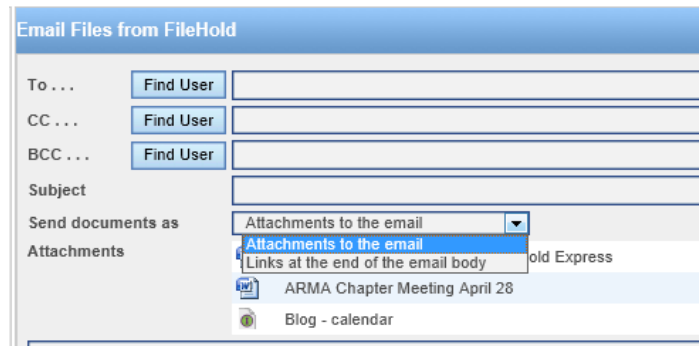 Email Files from FileHold
To . . . Find User
CC . . . Find User
BCC . . . Find User
Subject
Send documents as Attachments to the email
Attachments to the email
Attachments
Links at the end of the email body old Express
ARMA Chapter Meeting April 28
Blog - calendar